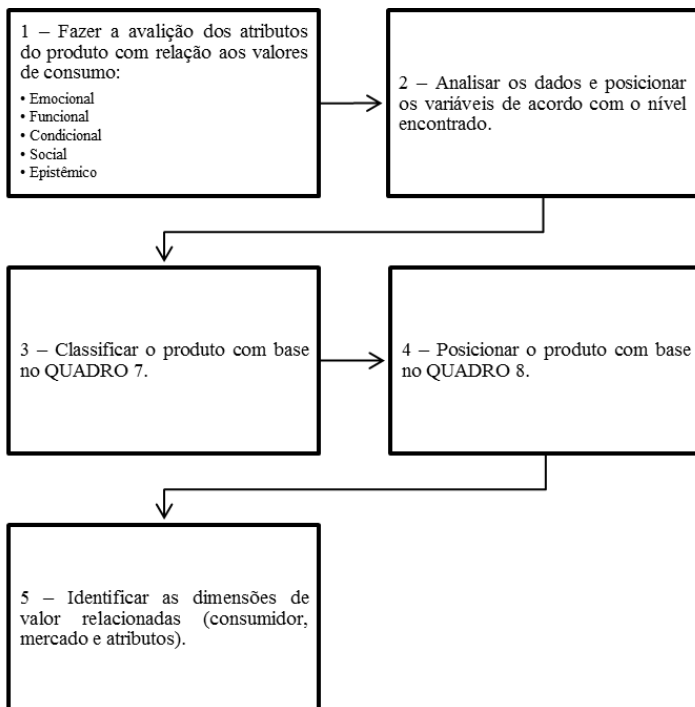 1 – Fazer a avalição dos atributos
do produto com relação aos valores
de consumo:
• Emocional
• Funcional
• Condicional
• Social
• Epistêmico
2 – Analisar os dados e posicionar
os variáveis de acordo com o nível
encontrado.
3 – Classificar o produto com base
no QUADRO 7.
4 – Posicionar o produto com base
no QUADRO 8.
5 – Identificar as dimensões de
valor relacionadas (consumidor,
mercado e atributos).